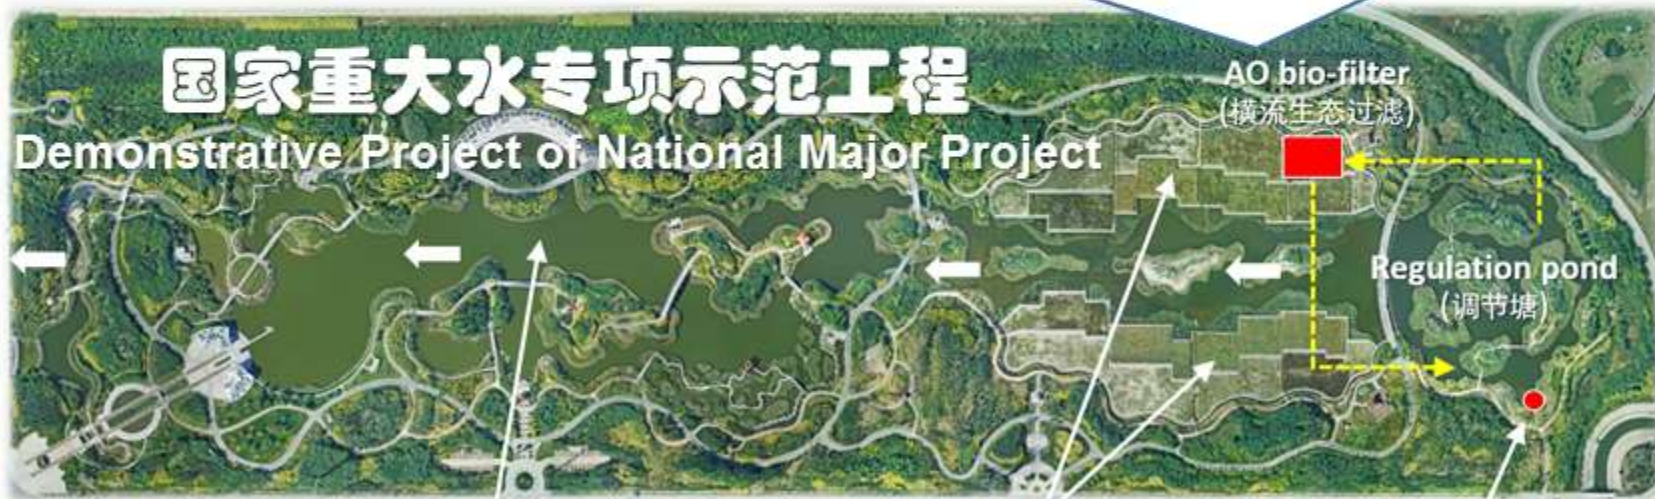 国家重大水专项示范工程
Demonstrative Project of National Major Project
AO bio-filter
(横流生态过滤)
Regulation pond
(调节塘)